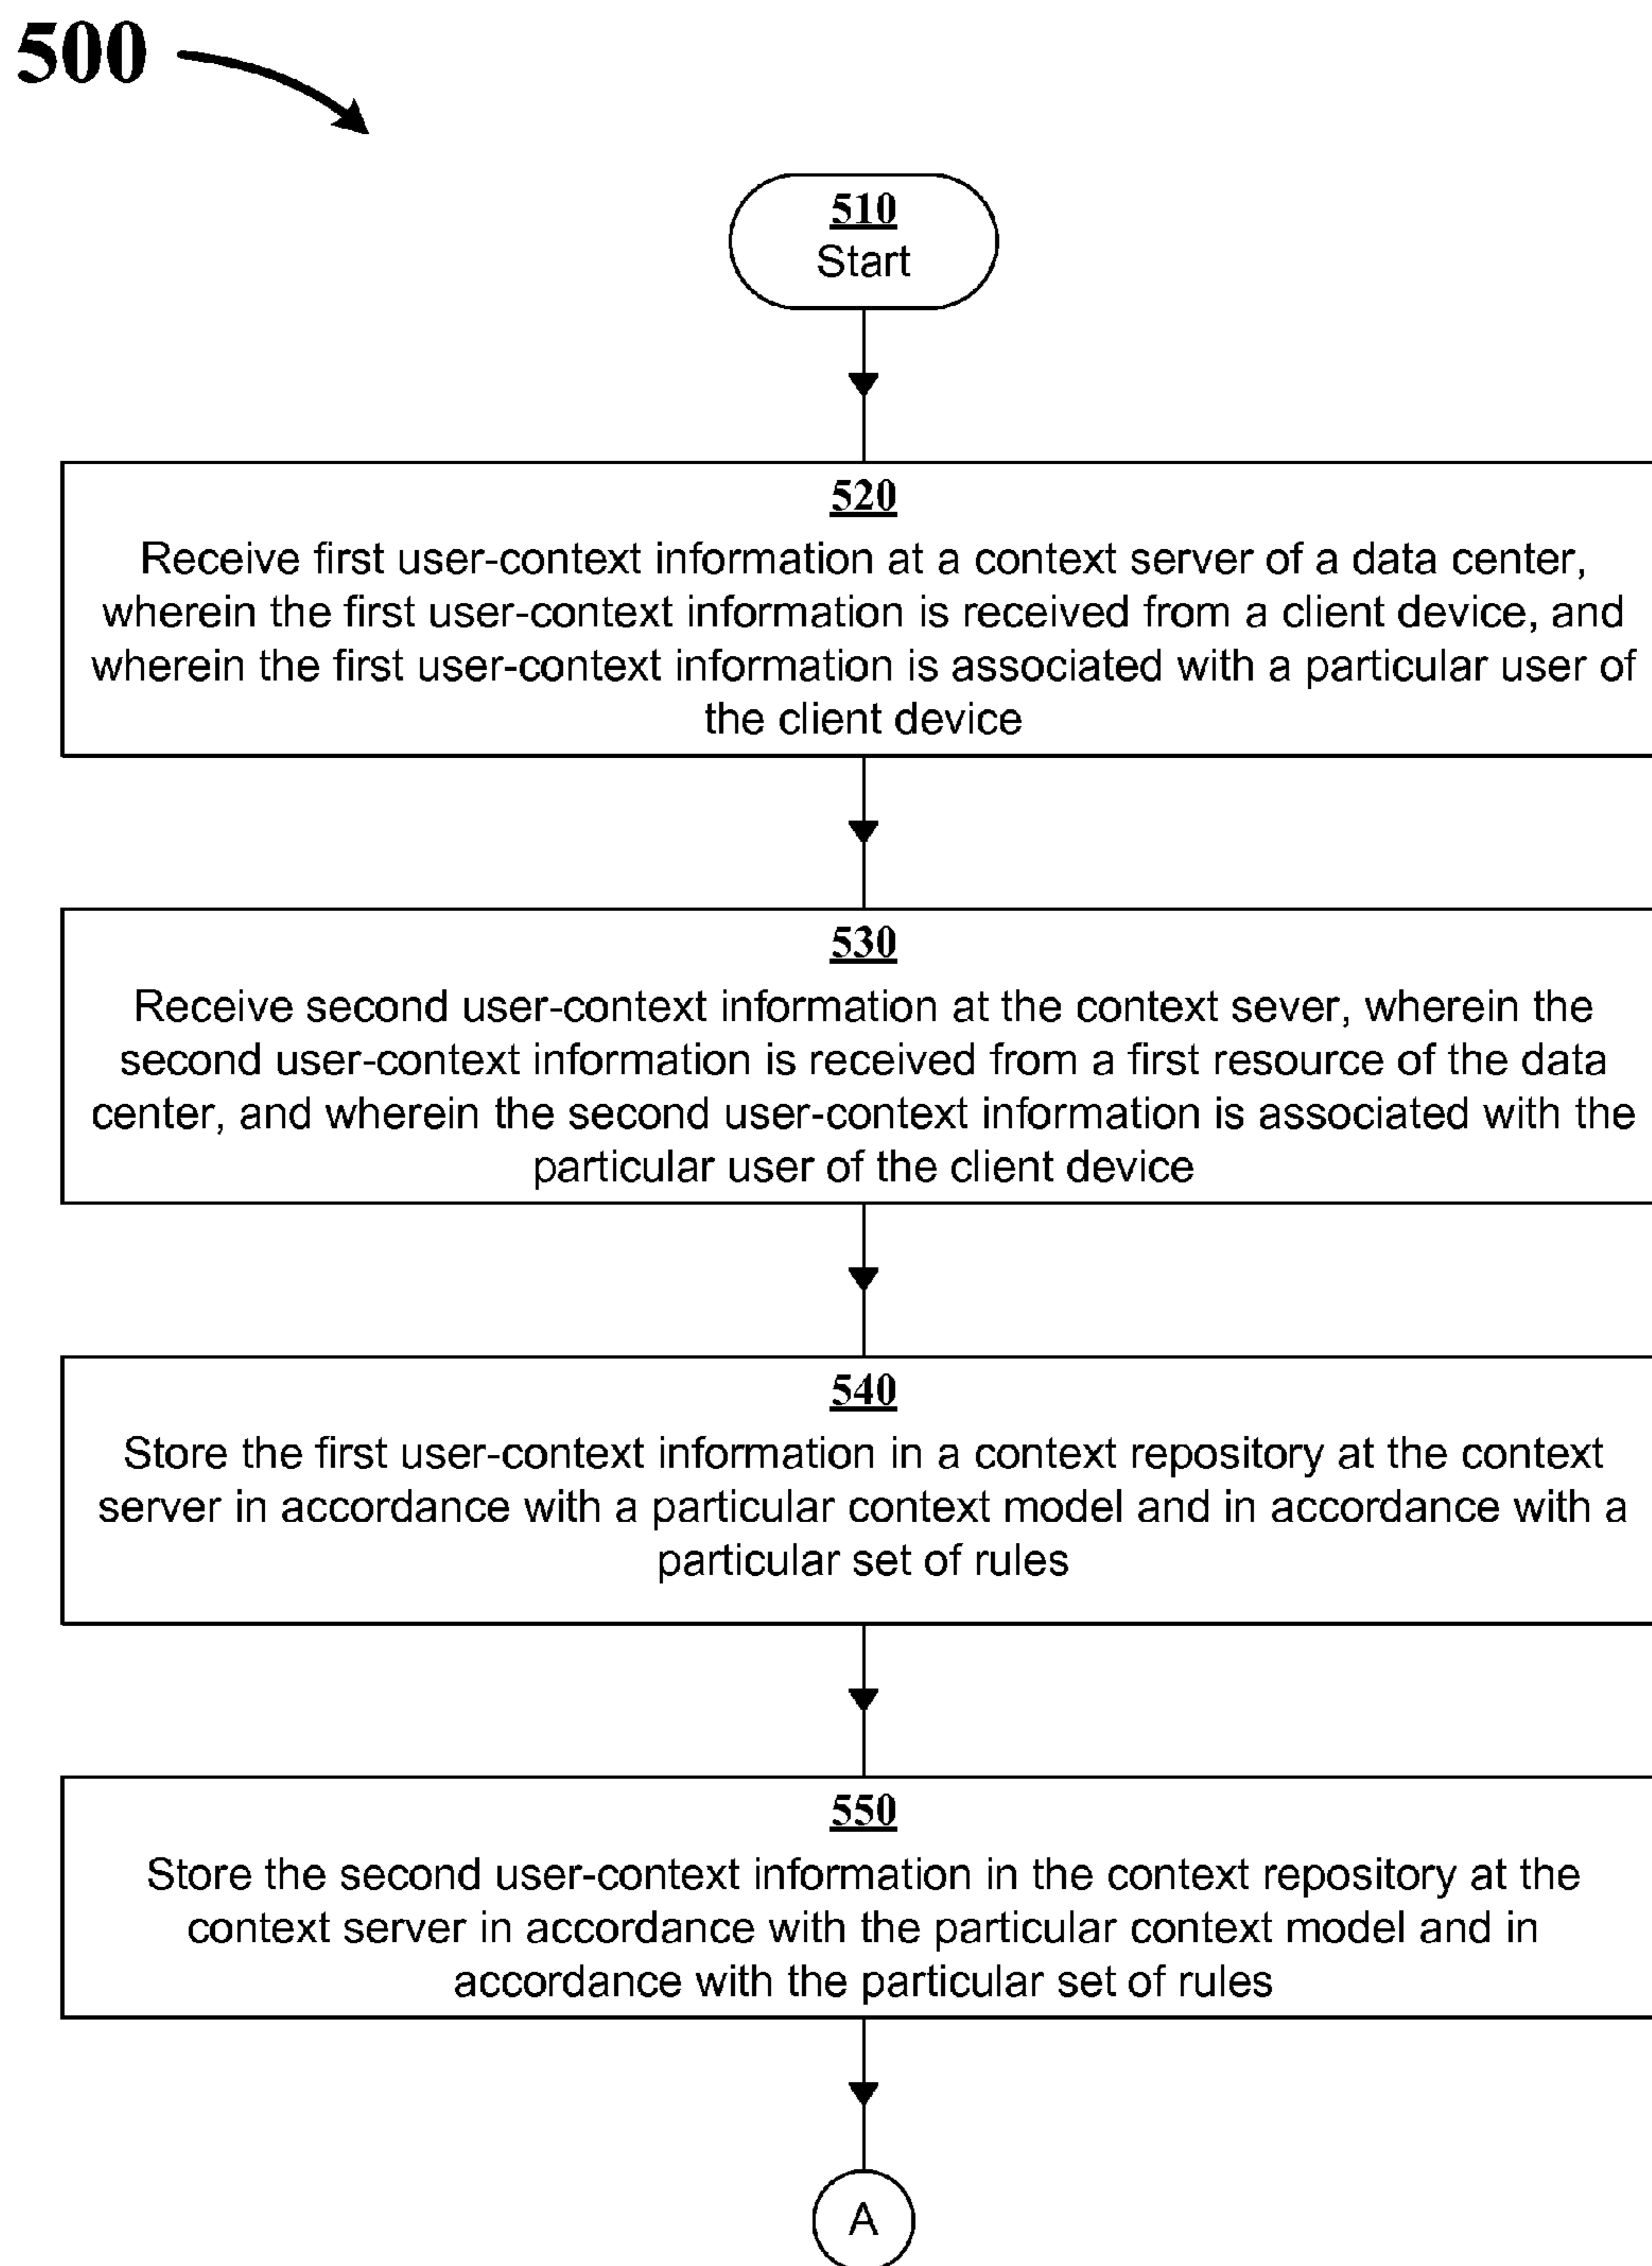 500
510
Start
520
Receive first user-context information at a context server of a data center,
wherein the first user-context information is received from a client device, and
wherein the first user-context information is associated with a particular user of
the client device
530
Receive second user-context information at the context sever, wherein the
second user-context information is received from a first resource of the data
center, and wherein the second user-context information is associated with the
particular user of the client device
540
Store the first user-context information in a context repository at the context
server in accordance with a particular context model and in accordance with a
particular set of rules
550
Store the second user-context information in the context repository at the
context server in accordance with the particular context model and in
accordance with the particular set of rules
A